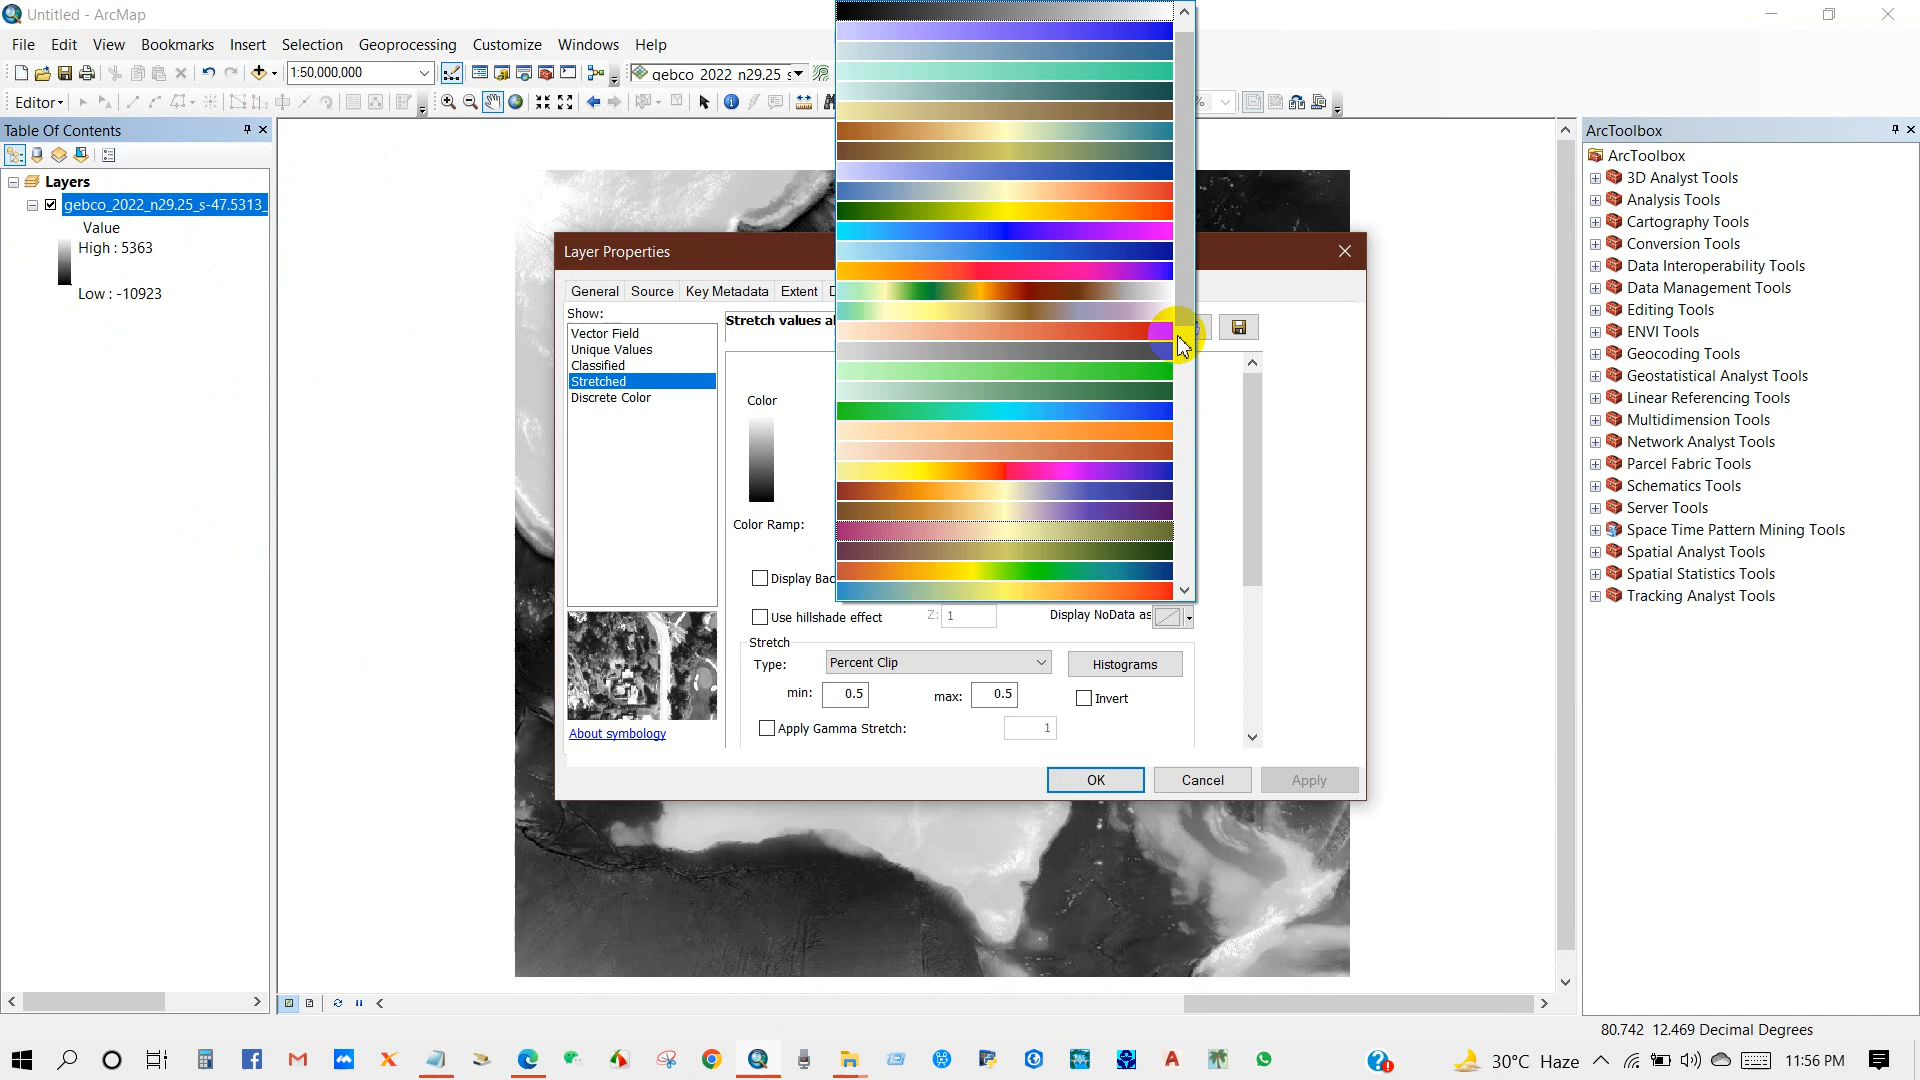 Untitled - ArcMap
File Edit View Bookmarks Insert Selection Geoprocessing Customize Windows Help
1:50,000,000
gebco_2022_n29.25_s
Editor
%
Table Of Contents
Layers
gebco_2022_n29.25_s-47.5313_
Value
High : 5363
Low : -10923
Layer Properties
General Source Key Metadata Extent D
Show:
Vector Field
Unique Values
Classified
Stretched
Discrete Color
About symbology
Stretch values al
Color
Color Ramp:
Display Bac
Use hillshade effect Z: 1 Display NoData as
Stretch
Type: Percent Clip Histograms
min: 0.5 max: 0.5 Invert
Apply Gamma Stretch: 1
OK Cancel Apply
ArcToolbox
ArcToolbox
3D Analyst Tools
Analysis Tools
Cartography Tools
Conversion Tools
Data Interoperability Tools
Data Management Tools
Editing Tools
ENVI Tools
Geocoding Tools
Geostatistical Analyst Tools
Linear Referencing Tools
Multidimension Tools
Network Analyst Tools
Parcel Fabric Tools
Schematics Tools
Server Tools
Space Time Pattern Mining Tools
Spatial Analyst Tools
Spatial Statistics Tools
Tracking Analyst Tools
80.742 12.469 Decimal Degrees
30°C Haze 11:56 PM